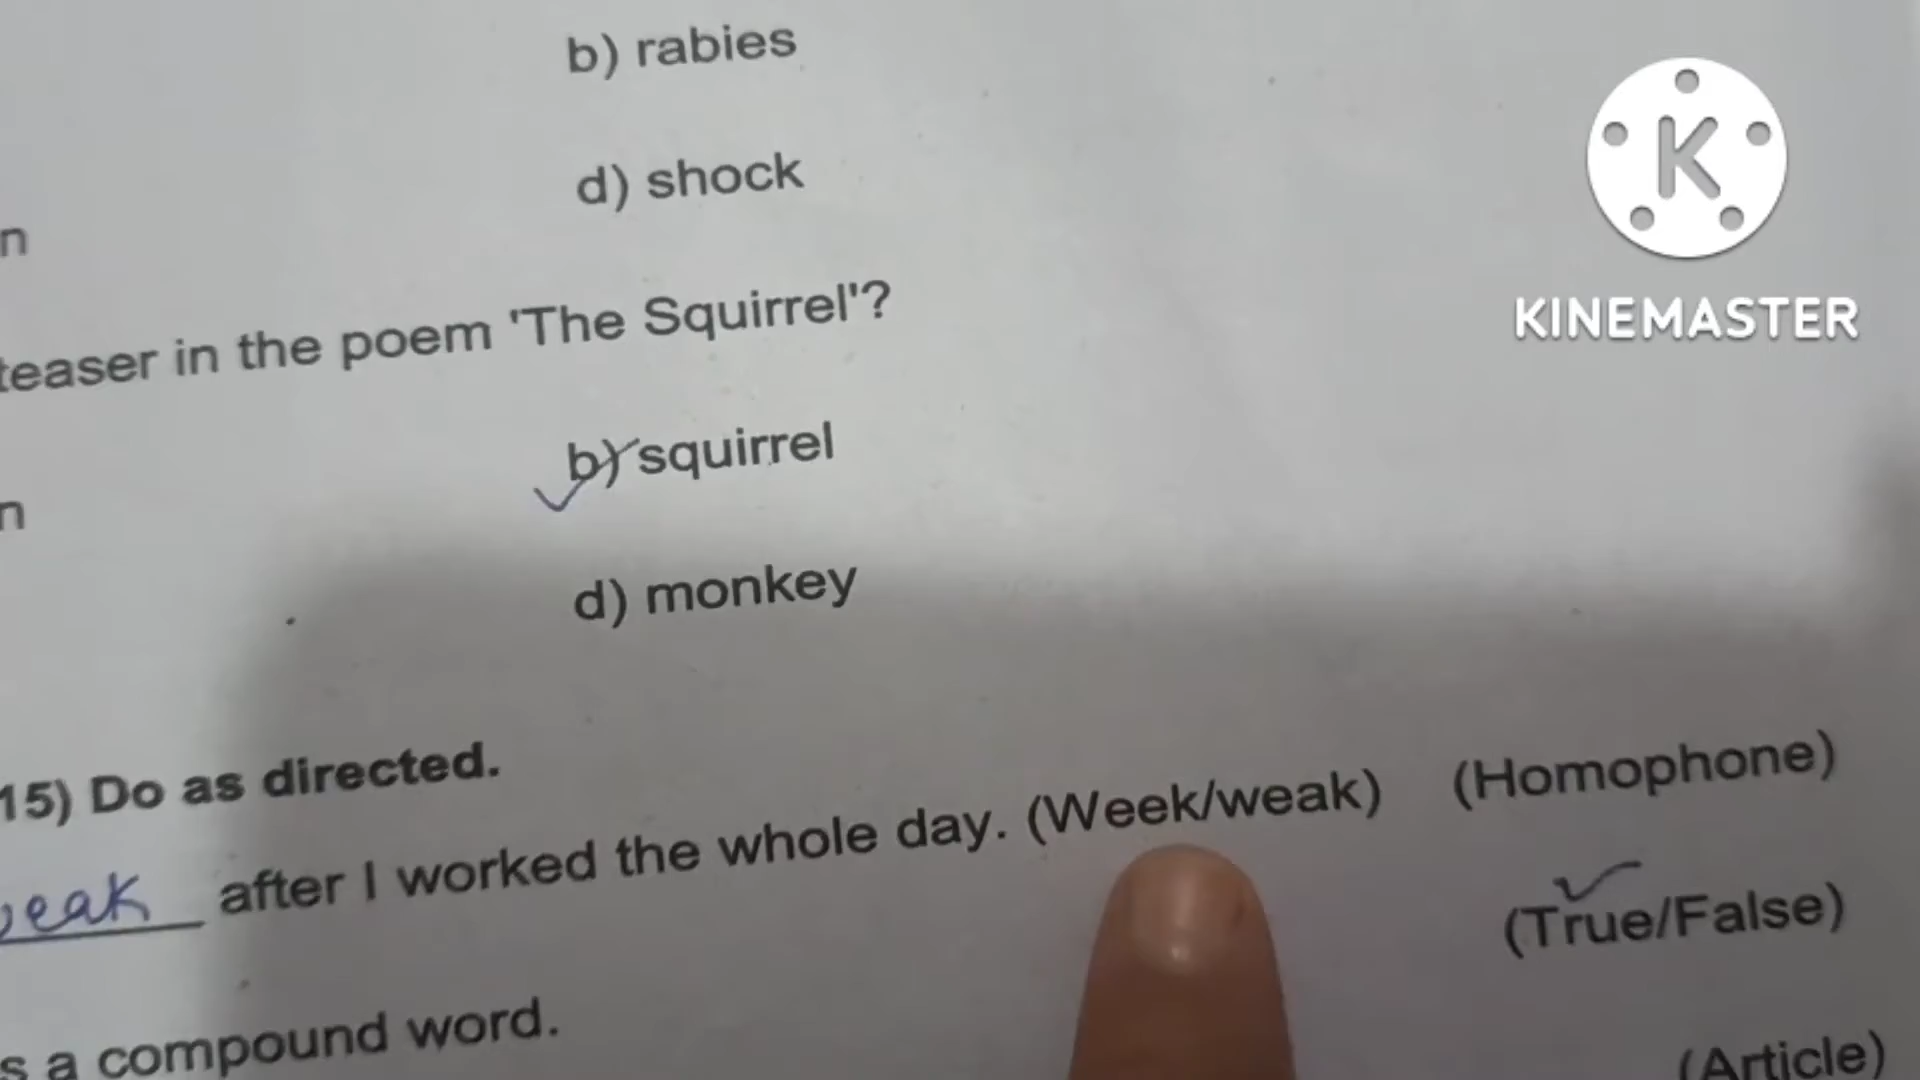 b) rabies
KINEMASTER
d) shock
n
teaser in the poem 'The Squirrel'?
b) squirrel
n
d) monkey
15) Do as directed.
after I worked the whole day. (Week/weak) (Homophone)
(True/False)
s a compound word.
(Article)